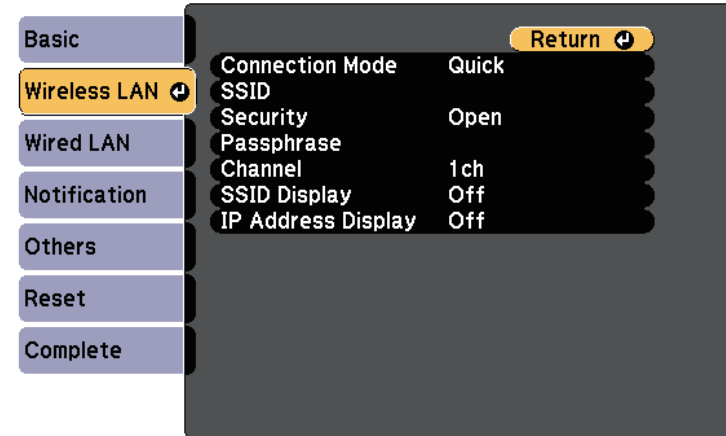 Basic
Wireless LAN
Wired LAN
Notification
Others
Reset
Complete
Return
Connection Mode Quick
SSID
Security Open
Passphrase
Channel 1ch
SSID Display Off
IP Address Display Off